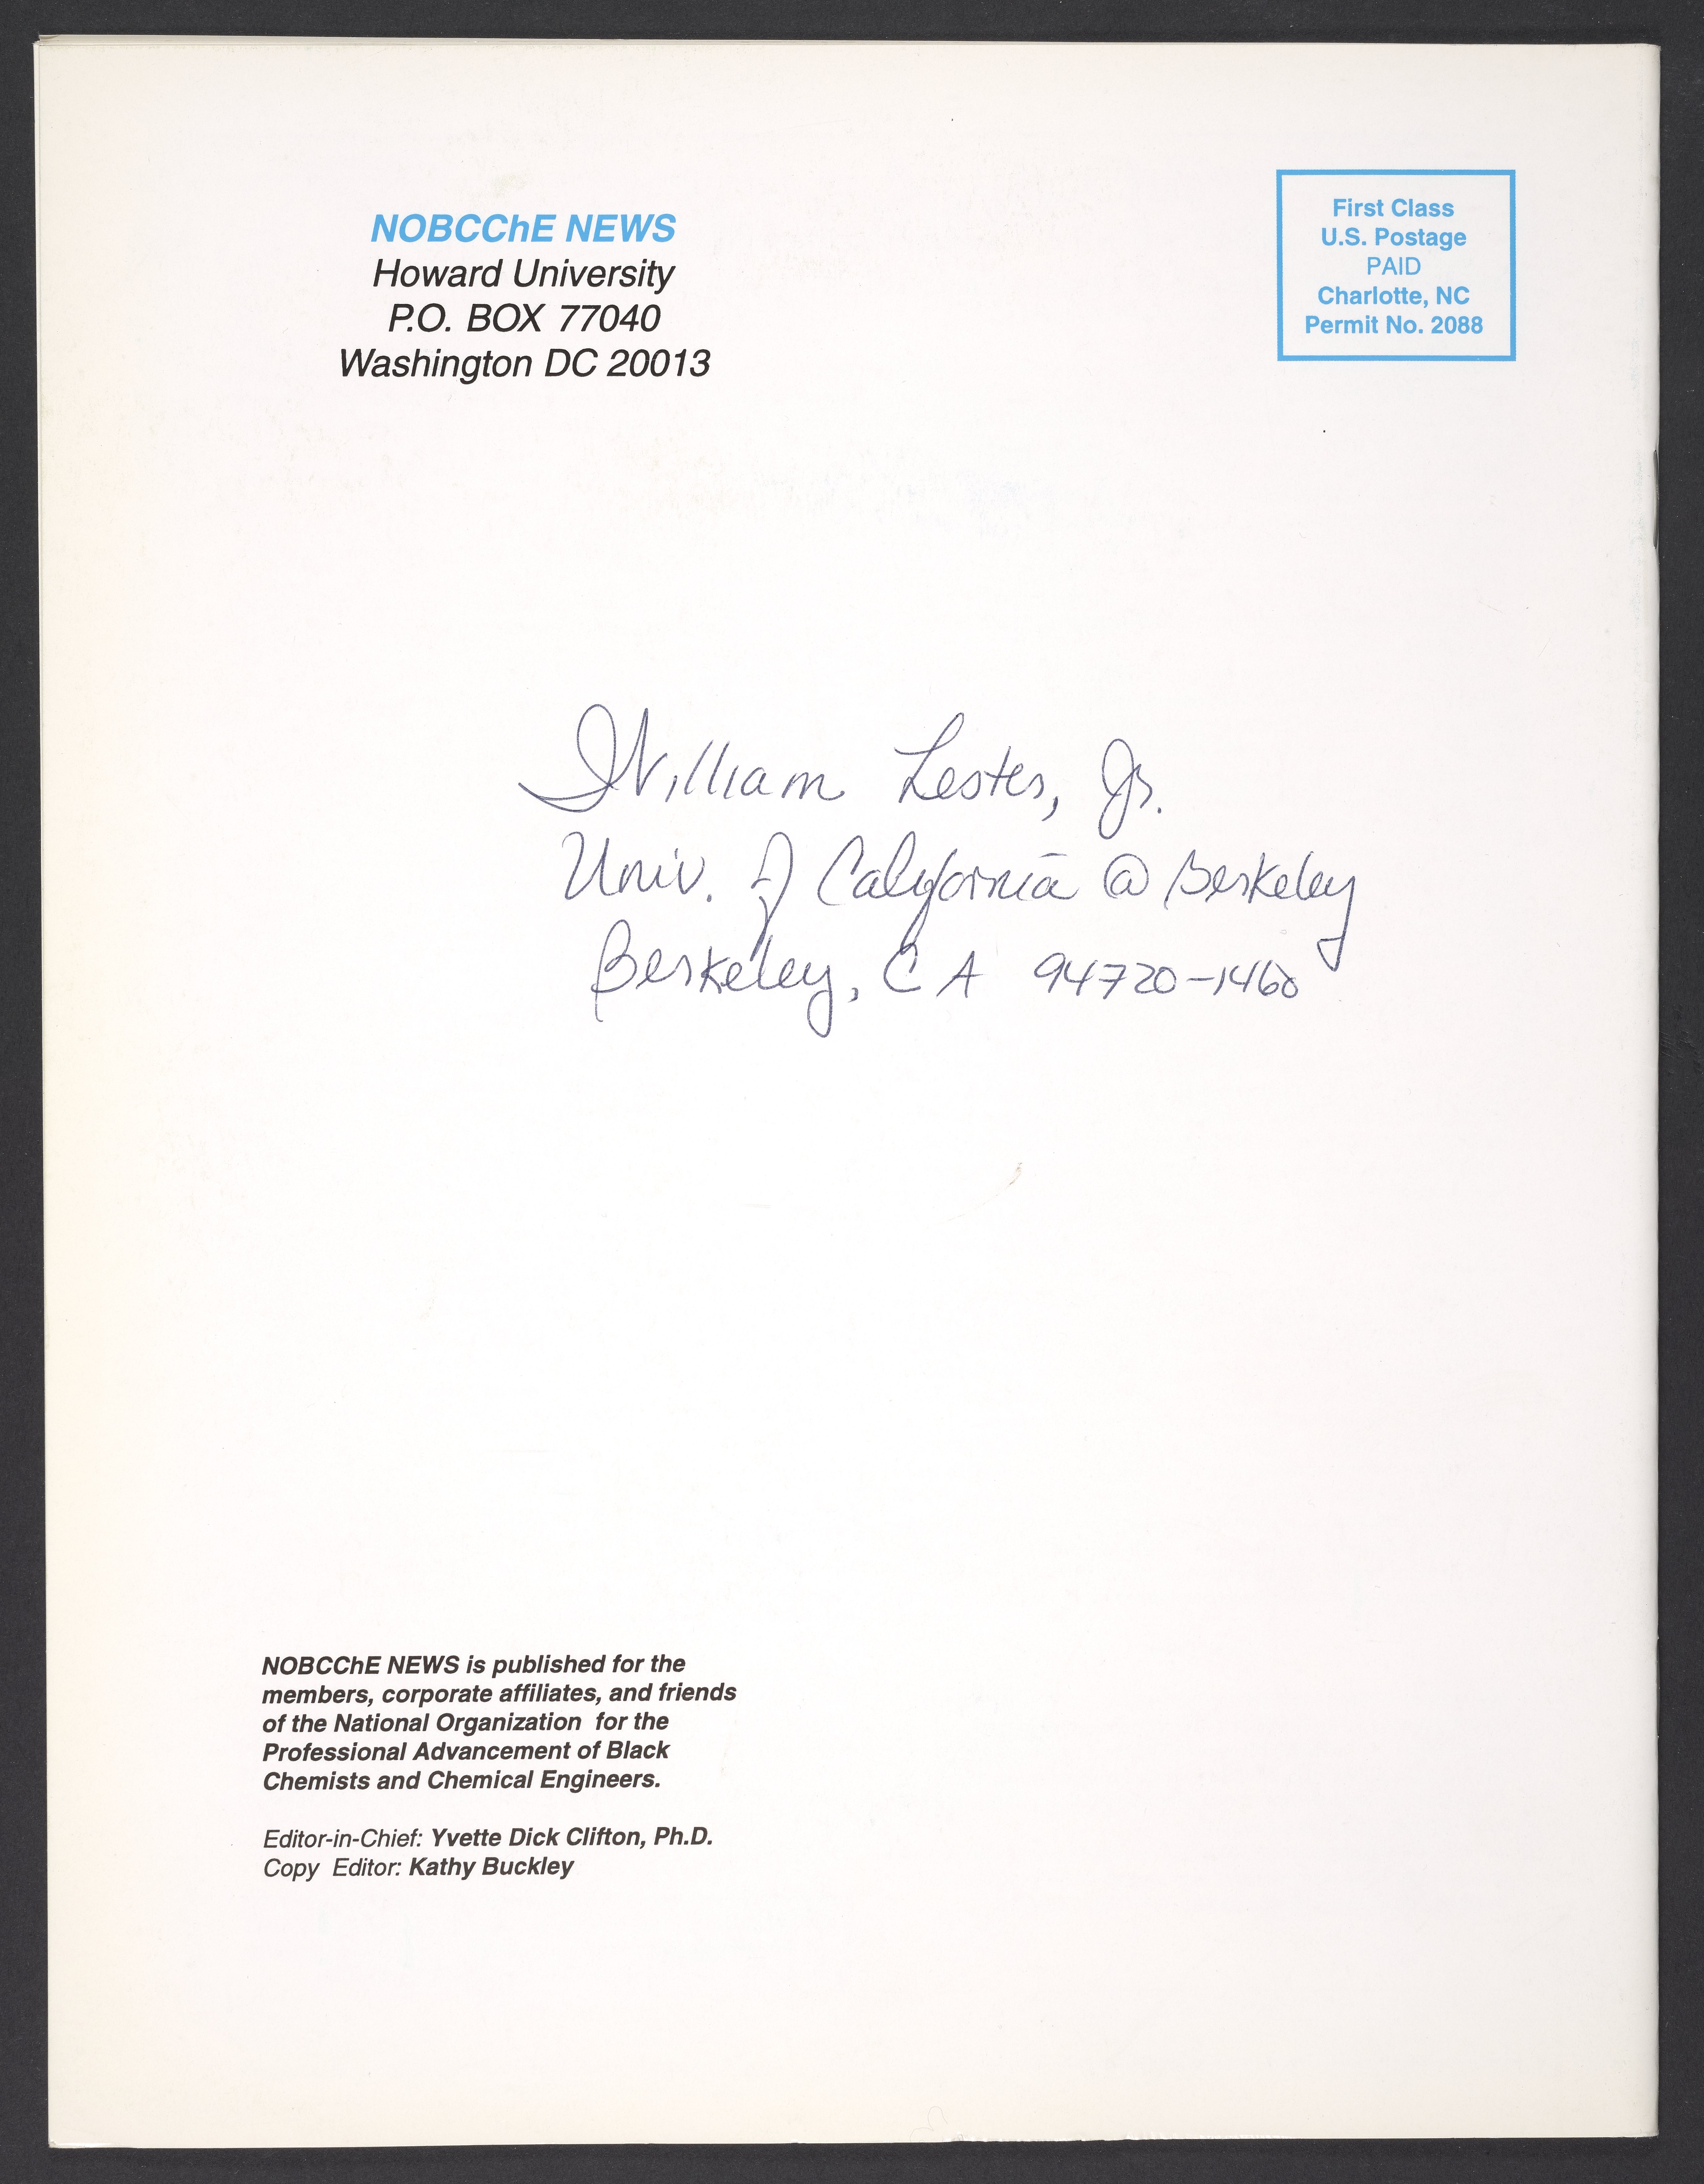 NOBCChE NEWS
Howard University
P.O. BOX 77040
Washington DC 20013
First Class
U.S. Postage
PAID
Charlotte, NC
Permit No. 2088
William Lester, Jr.
Univ. of California @ Berkeley
Berkeley, CA 94720-1460
NOBCChE NEWS is published for the
members, corporate affiliates, and friends
of the National Organization for the
Professional Advancement of Black
Chemists and Chemical Engineers.
Editor-in-Chief: Yvette Dick Clifton, Ph.D.
Copy Editor: Kathy Buckley